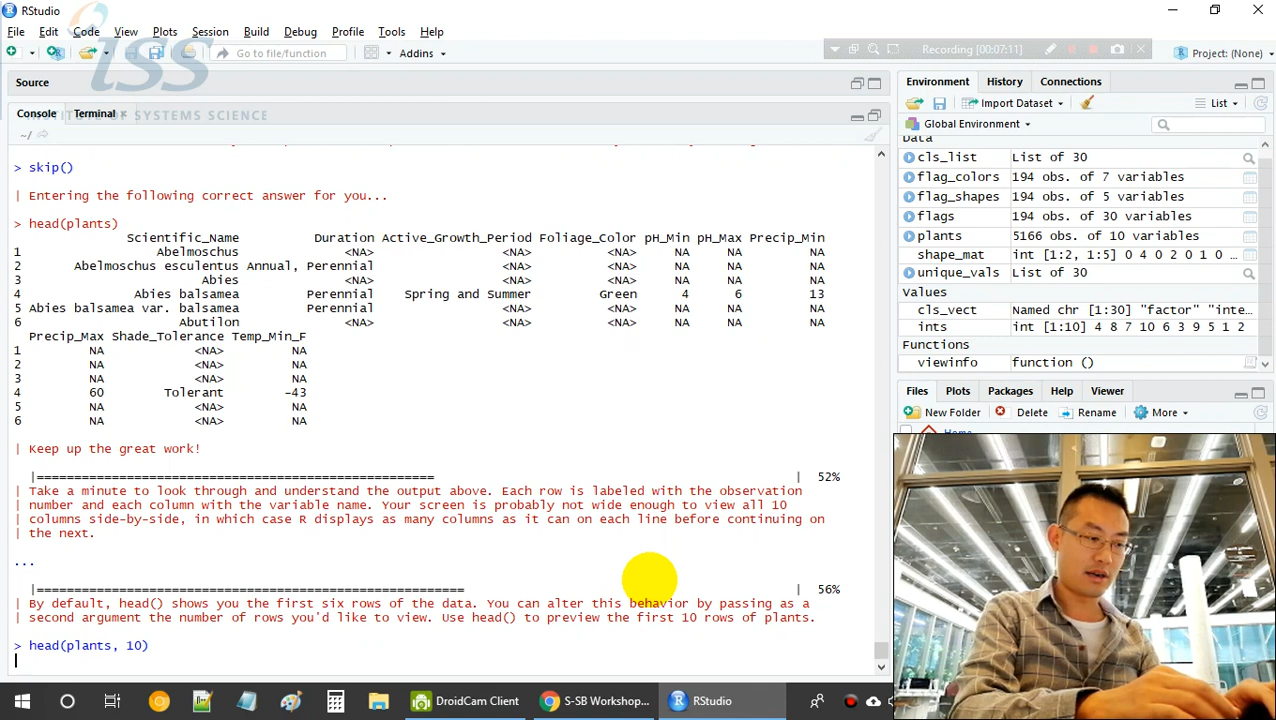 RStudio
File Edit Code View Plots Session Build Debug Profile Tools Help
Go to file/function
Addins
Recording [00:07:11]
Project: (None)
iss
INSTITUTE OF SYSTEMS SCIENCE
Source
Console Terminal
~/
> skip()
| Entering the following correct answer for you...
> head(plants)
Scientific_Name Duration Active_Growth_Period Foliage_Color pH_Min pH_Max Precip_Min
1 Abelmoschus <NA> <NA> <NA> NA NA NA
2 Abelmoschus esculentus Annual, Perennial <NA> <NA> NA NA NA
3 Abies <NA> <NA> <NA> NA NA NA
4 Abies balsamea Perennial Spring and Summer Green 4 6 13
5 Abies balsamea var. balsamea Perennial <NA> <NA> NA NA NA
6 Abutilon <NA> <NA> <NA> NA NA NA
Precip_Max Shade_Tolerance Temp_Min_F
1 NA <NA> NA
2 NA <NA> NA
3 NA <NA> NA
4 60 Tolerant -43
5 NA <NA> NA
6 NA <NA> NA
| Keep up the great work!
|===================================================== | 52%
| Take a minute to look through and understand the output above. Each row is labeled with the observation
| number and each column with the variable name. Your screen is probably not wide enough to view all 10
| columns side-by-side, in which case R displays as many columns as it can on each line before continuing on
| the next.
...
|========================================================= | 56%
| By default, head() shows you the first six rows of the data. You can alter this behavior by passing as a
| second argument the number of rows you'd like to view. Use head() to preview the first 10 rows of plants.
> head(plants, 10)
Environment History Connections
Import Dataset
List
Global Environment
Data
cls_list List of 30
flag_colors 194 obs. of 7 variables
flag_shapes 194 obs. of 5 variables
flags 194 obs. of 30 variables
plants 5166 obs. of 10 variables
shape_mat int [1:2, 1:5] 0 4 0 2 0 1 0 …
unique_vals List of 30
Values
cls_vect Named chr [1:30] "factor" "inte…
ints int [1:10] 4 8 7 10 6 3 9 5 1 2
Functions
viewinfo function ()
Files Plots Packages Help Viewer
New Folder Delete Rename More
Home
DroidCam Client
S-SB Workshop...
RStudio